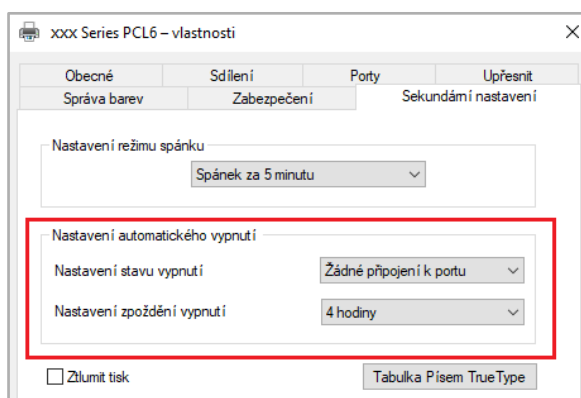 xxx Series PCL6 – vlastnosti
Obecné Sdílení Porty Upřesnit
Správa barev Zabezpečení Sekundární nastavení
Nastavení režimu spánku
Spánek za 5 minutu
Nastavení automatického vypnutí
Nastavení stavu vypnutí Žádné připojení k portu
Nastavení zpoždění vypnutí 4 hodiny
Ztlumit tisk Tabulka Písem TrueType